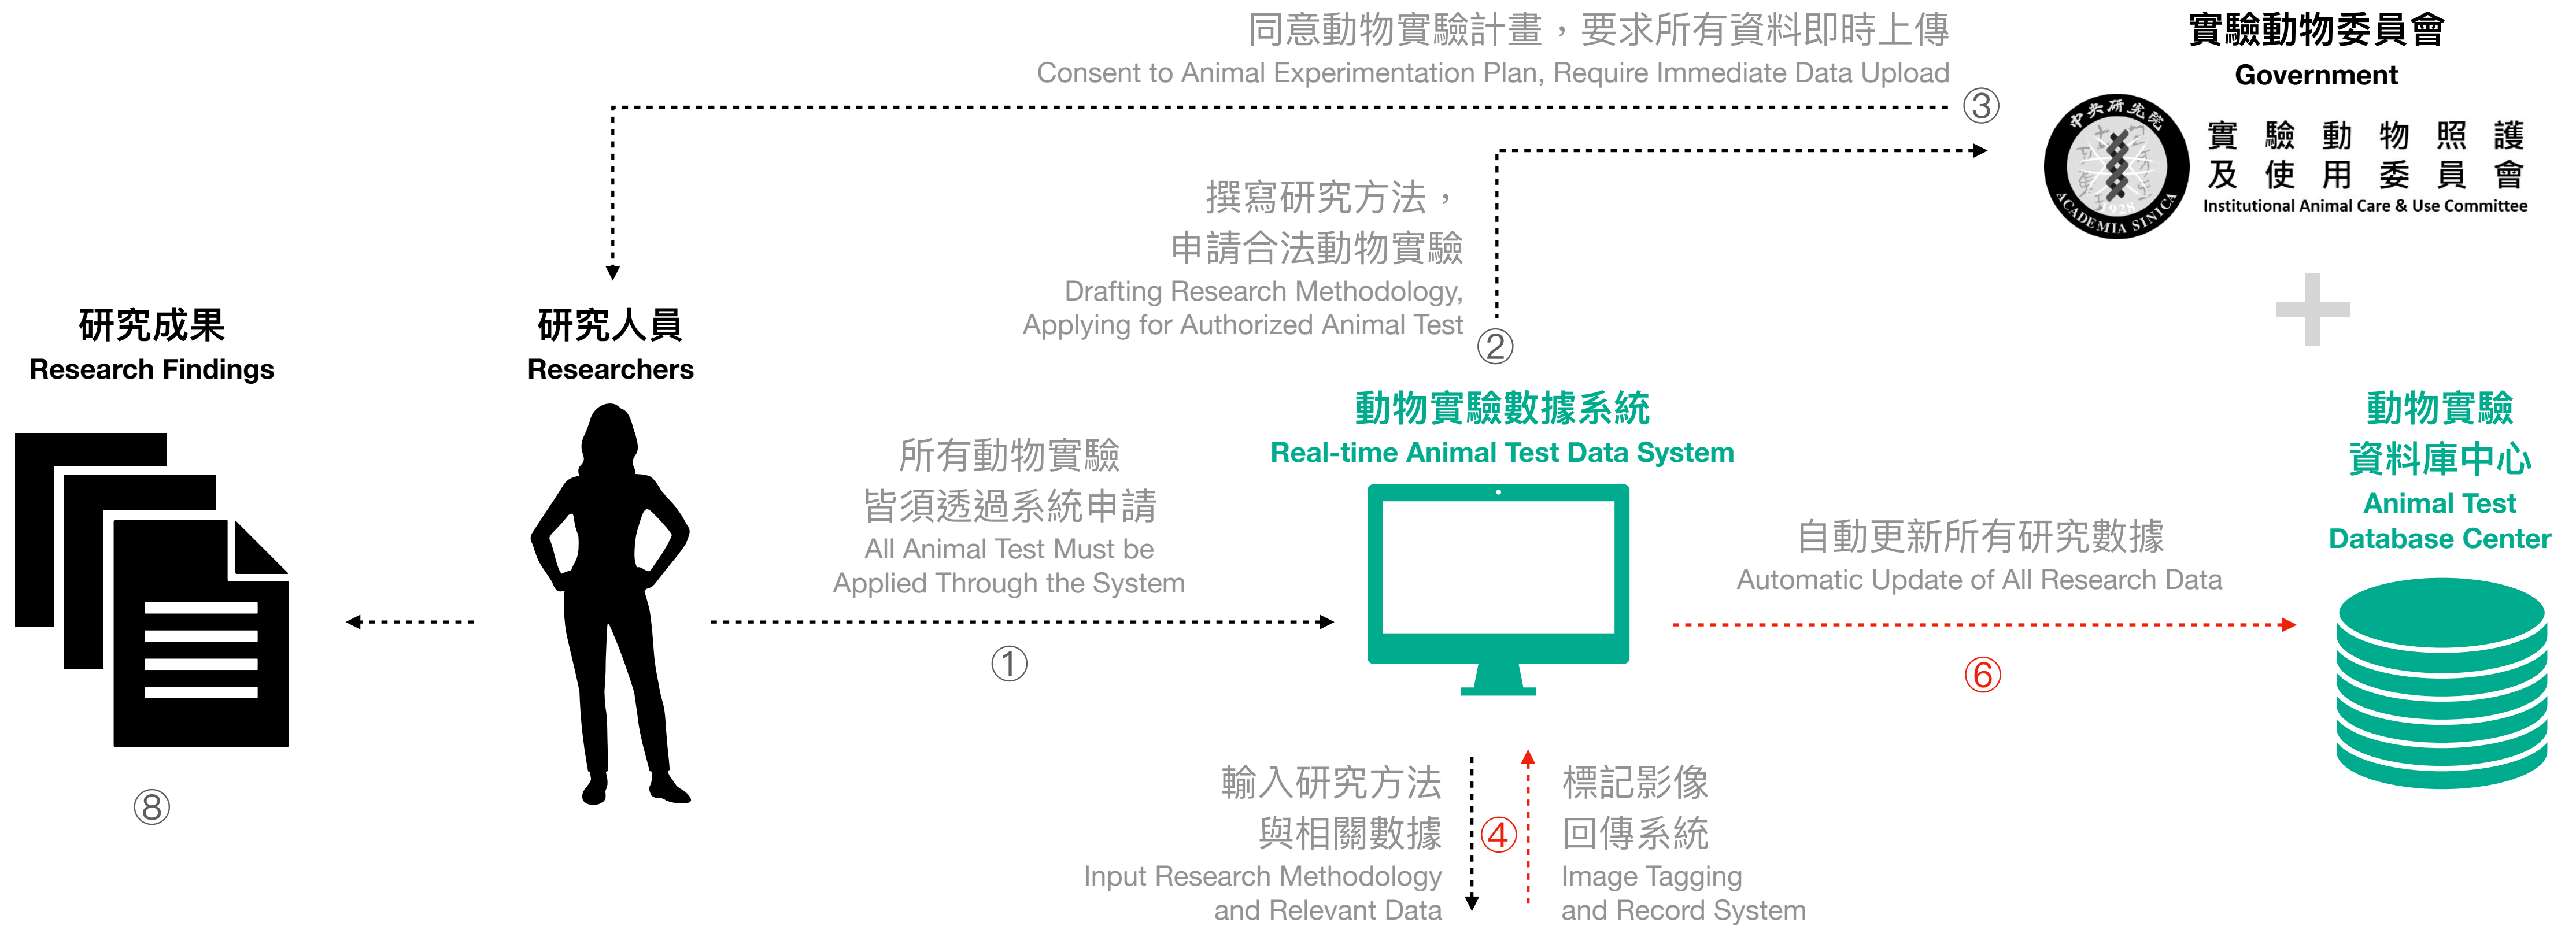 同意動物實驗計畫，要求所有資料即時上傳
Consent to Animal Experimentation Plan, Require Immediate Data Upload
③
實驗動物委員會
Government
中央研究院
1928
ACADEMIA SINICA
實驗動物照護
及使用委員會
Institutional Animal Care & Use Committee
撰寫研究方法，
申請合法動物實驗
Drafting Research Methodology,
Applying for Authorized Animal Test
②
研究成果
Research Findings
⑧
研究人員
Researchers
所有動物實驗
皆須透過系統申請
All Animal Test Must be
Applied Through the System
①
動物實驗數據系統
Real-time Animal Test Data System
自動更新所有研究數據
Automatic Update of All Research Data
⑥
動物實驗
資料庫中心
Animal Test
Database Center
輸入研究方法
與相關數據
Input Research Methodology
and Relevant Data
④
標記影像
回傳系統
Image Tagging
and Record System